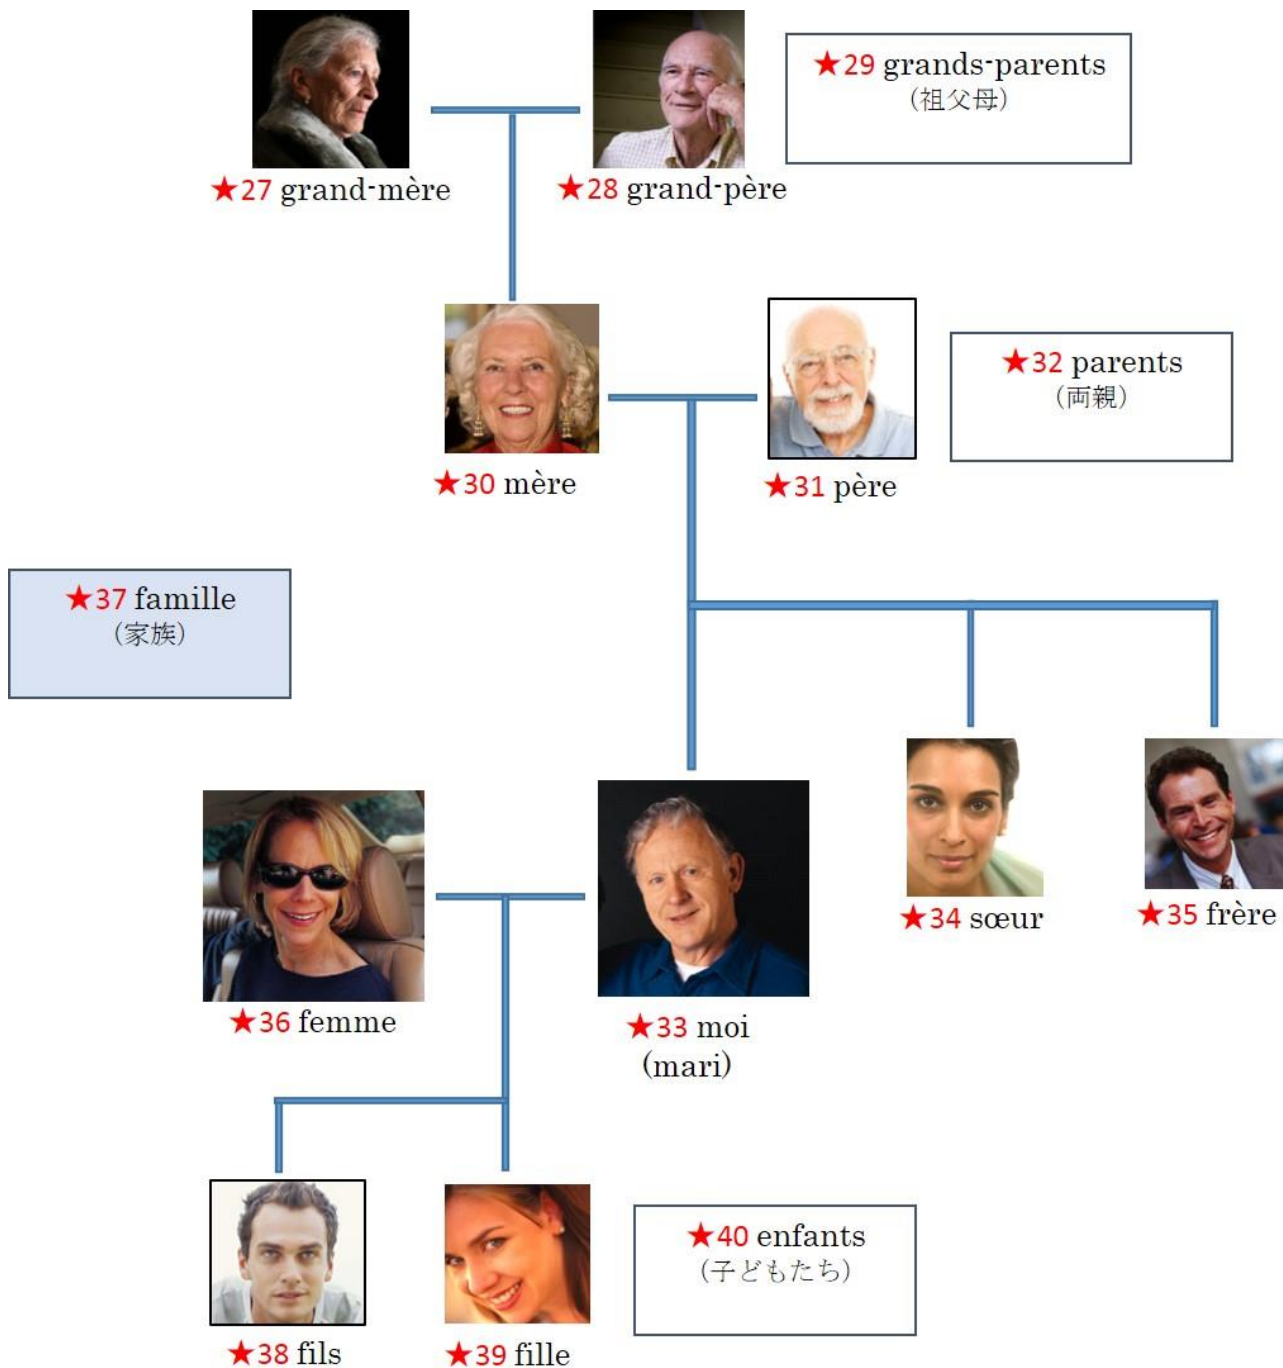 ★29 grands-parents
(祖父母)
★27 grand-mère
★28 grand-père
★32 parents
(両親)
★30 mère
★31 père
★37 famille
(家族)
★34 sœur
★35 frère
★36 femme
★33 moi
(mari)
★40 enfants
(子どもたち)
★38 fils
★39 fille